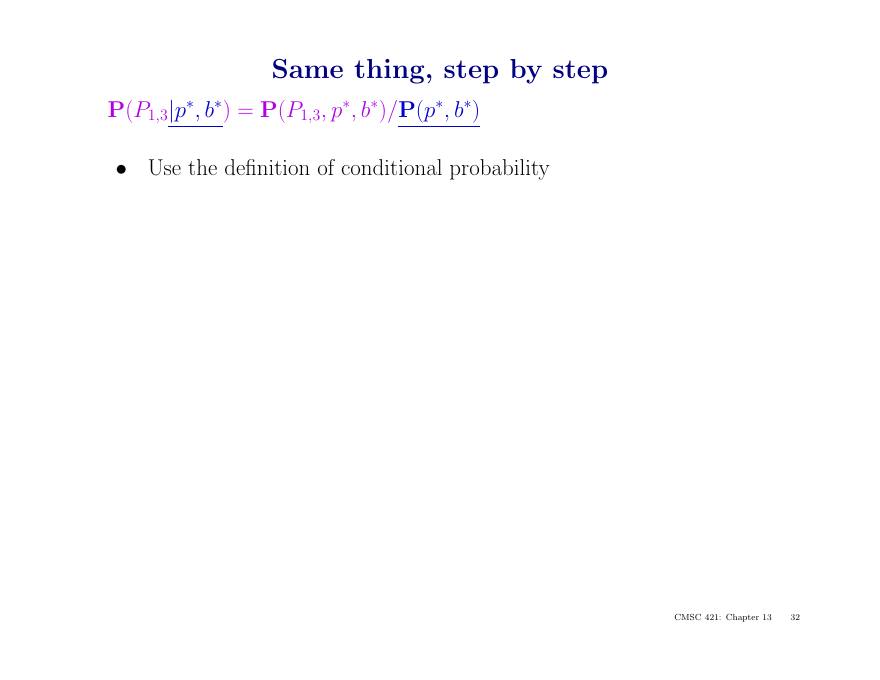 Same thing, step by step
P(P1,3|p*, b*) = P(P1,3, p*, b*)/P(p*, b*)
• Use the definition of conditional probability
CMSC 421: Chapter 13 32